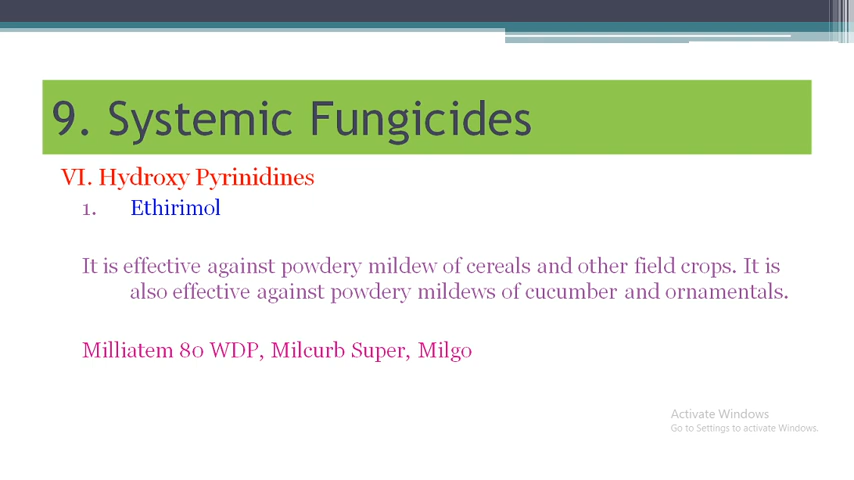 9. Systemic Fungicides
VI. Hydroxy Pyrinidines
1. Ethirimol
It is effective against powdery mildew of cereals and other field crops. It is
also effective against powdery mildews of cucumber and ornamentals.
Milliatem 80 WDP, Milcurb Super, Milgo
Activate Windows
Go to Settings to activate Windows.